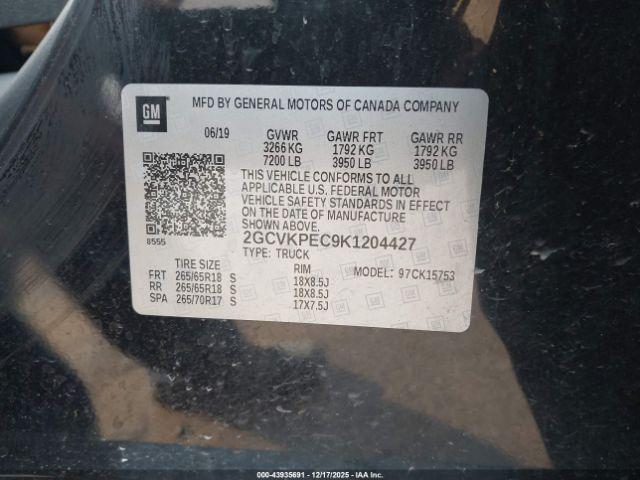 GM
MFD BY GENERAL MOTORS OF CANADA COMPANY
06/19 GVWR GAWR FRT GAWR RR
3266 KG 1792 KG 1792 KG
7200 LB 3950 LB 3950 LB
THIS VEHICLE CONFORMS TO ALL
APPLICABLE U.S. FEDERAL MOTOR
VEHICLE SAFETY STANDARDS IN EFFECT
ON THE DATE OF MANUFACTURE
SHOWN ABOVE.
8555
2GCVKPEC9K1204427
TYPE: TRUCK
TIRE SIZE RIM MODEL: 97CK15753
FRT 265/65R18 S 18X8.5J
RR 265/65R18 S 18X8.5J
SPA 265/70R17 S 17X7.5J
000-43935691 - 12/17/2025 - IAA Inc.